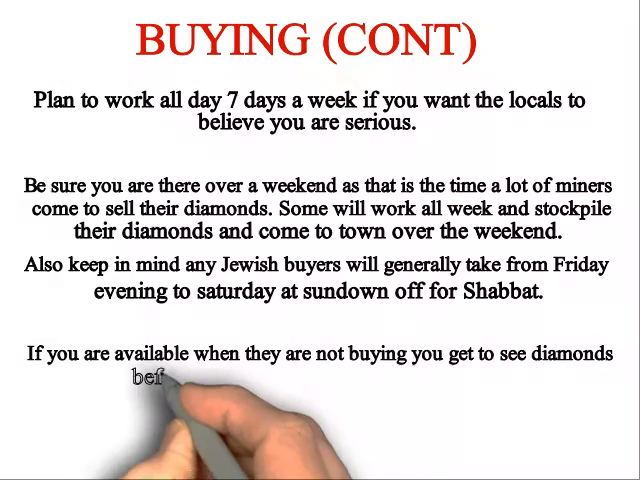 BUYING (CONT)
Plan to work all day 7 days a week if you want the locals to
believe you are serious.
Be sure you are there over a weekend as that is the time a lot of miners
come to sell their diamonds. Some will work all week and stockpile
their diamonds and come to town over the weekend.
Also keep in mind any Jewish buyers will generally take from Friday
evening to saturday at sundown off for Shabbat.
If you are available when they are not buying you get to see diamonds
bef